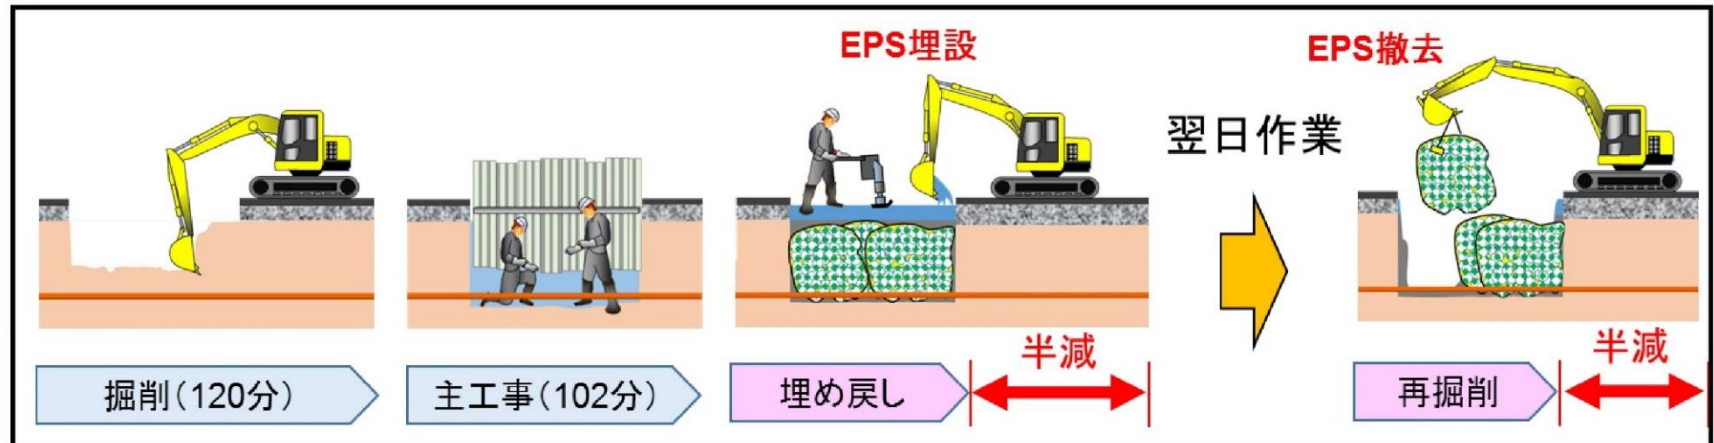 EPS埋設
EPS撤去
翌日作業
半減
半減
掘削(120分)
主工事(102分)
埋め戻し
再掘削